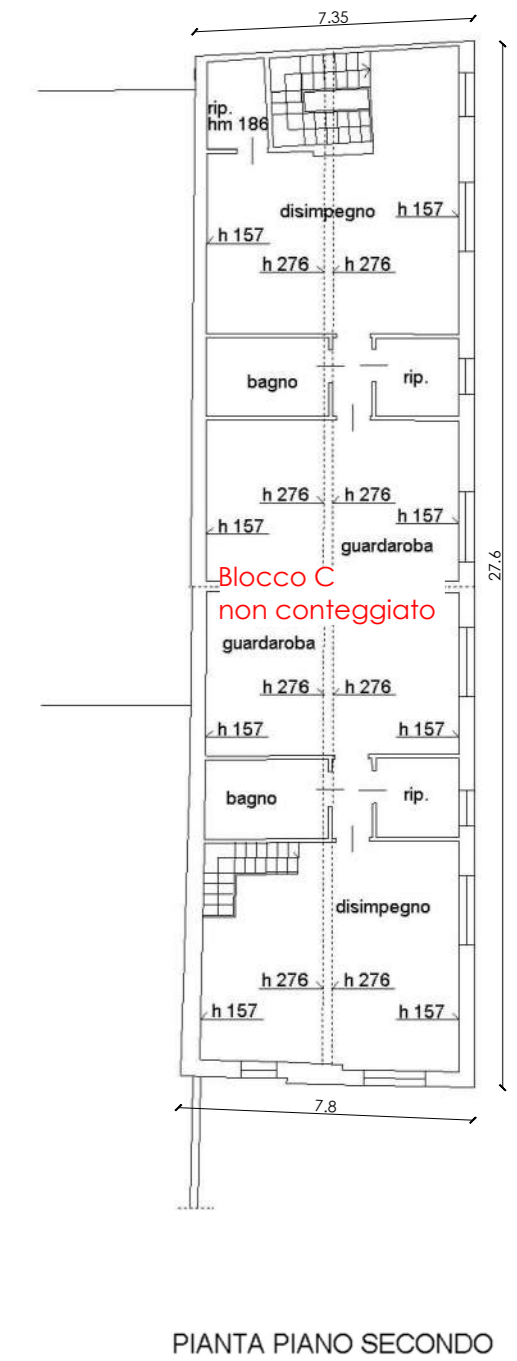 7.35
rip.
hm 186
disimpegno
h 157
h 157
h 276
h 276
bagno
rip.
h 276
h 276
h 157
h 157
guardaroba
27.6
Blocco C
non conteggiato
guardaroba
h 276
h 276
h 157
h 157
bagno
rip.
disimpegno
h 276
h 276
h 157
h 157
7.8
PIANTA PIANO SECONDO